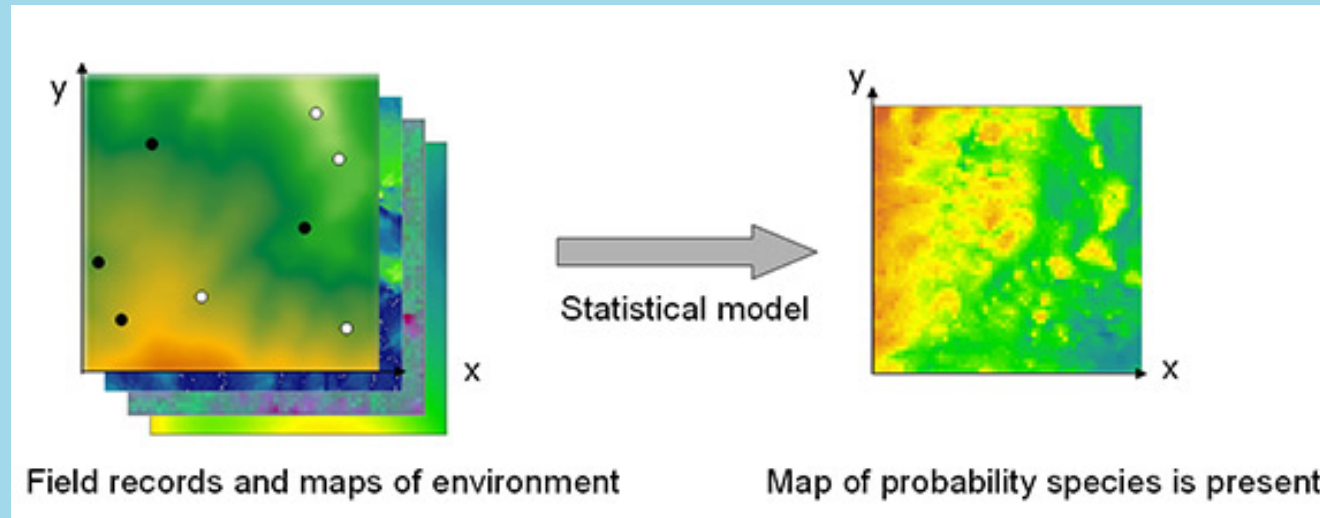 y
x
Statistical model
y
x
Field records and maps of environment
Map of probability species is present